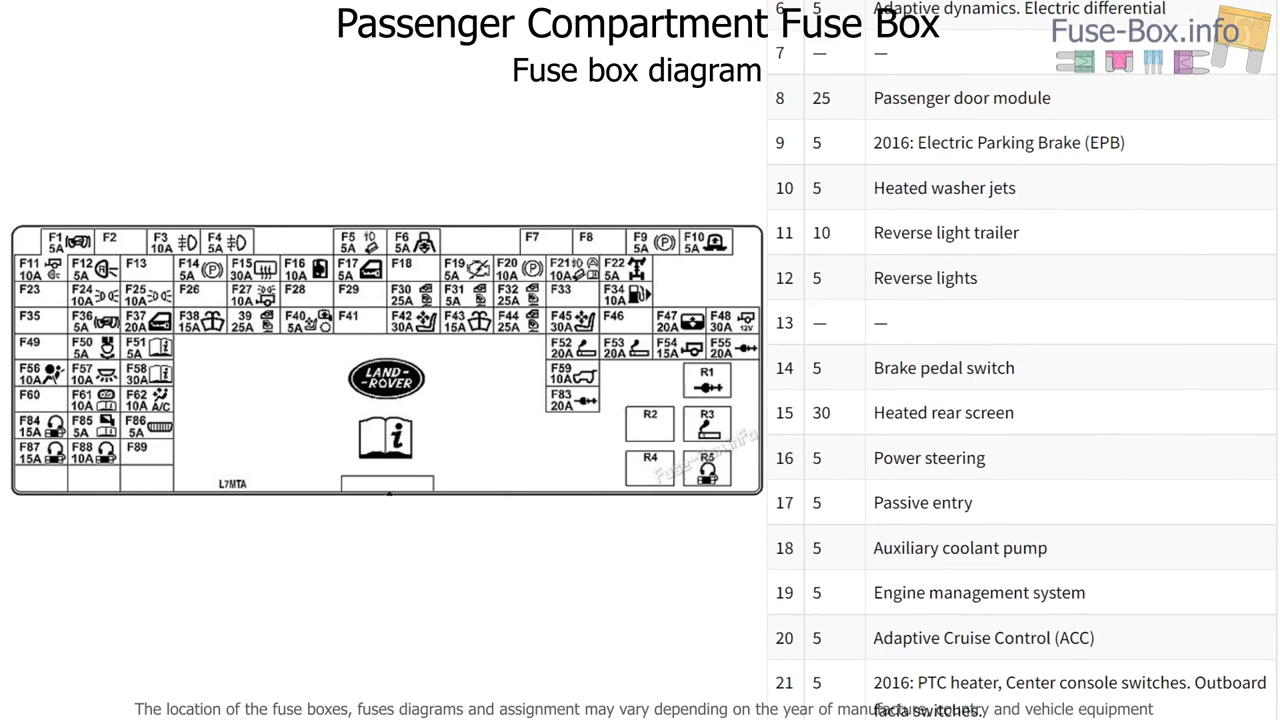 Passenger Compartment Fuse Box
Fuse box diagram
Fuse-Box.info
6 5 Adaptive dynamics. Electric differential
7 — —
8 25 Passenger door module
9 5 2016: Electric Parking Brake (EPB)
10 5 Heated washer jets
11 10 Reverse light trailer
12 5 Reverse lights
13 — —
14 5 Brake pedal switch
15 30 Heated rear screen
16 5 Power steering
17 5 Passive entry
18 5 Auxiliary coolant pump
19 5 Engine management system
20 5 Adaptive Cruise Control (ACC)
21 5 2016: PTC heater, Center console switches. Outboard
facia switches.
F1 F2 F3 F4 F5 F6 F7 F8 F9 F10
5A 10A 5A 5A 5A 5A 5A
F11 F12 F13 F14 F15 F16 F17 F18 F19 F20 F21 F22
10A 5A 5A 30A 10A 5A 5A 10A 10A 5A
F23 F24 F25 F26 F27 F28 F29 F30 F31 F32 F33 F34
10A 10A 10A 25A 5A 25A 10A
F35 F36 F37 F38 39 F40 F41 F42 F43 F44 F45 F46 F47 F48
5A 20A 15A 25A 5A 30A 15A 25A 30A 20A 30A 12V
F49 F50 F51 F52 F53 F54 F55
5A 5A 20A 20A 15A 20A
F56 F57 F58 F59 R1
10A 10A 30A 10A
LAND-
-ROVER
F60 F61 F62 F83
10A 10A A/C 20A
F84 F85 F86 R2 R3
15A 5A 5A
F87 F88 F89 R4 R5
15A 10A
i
L7MTA
Fuse-Box.info
The location of the fuse boxes, fuses diagrams and assignment may vary depending on the year of manufacture, country and vehicle equipment